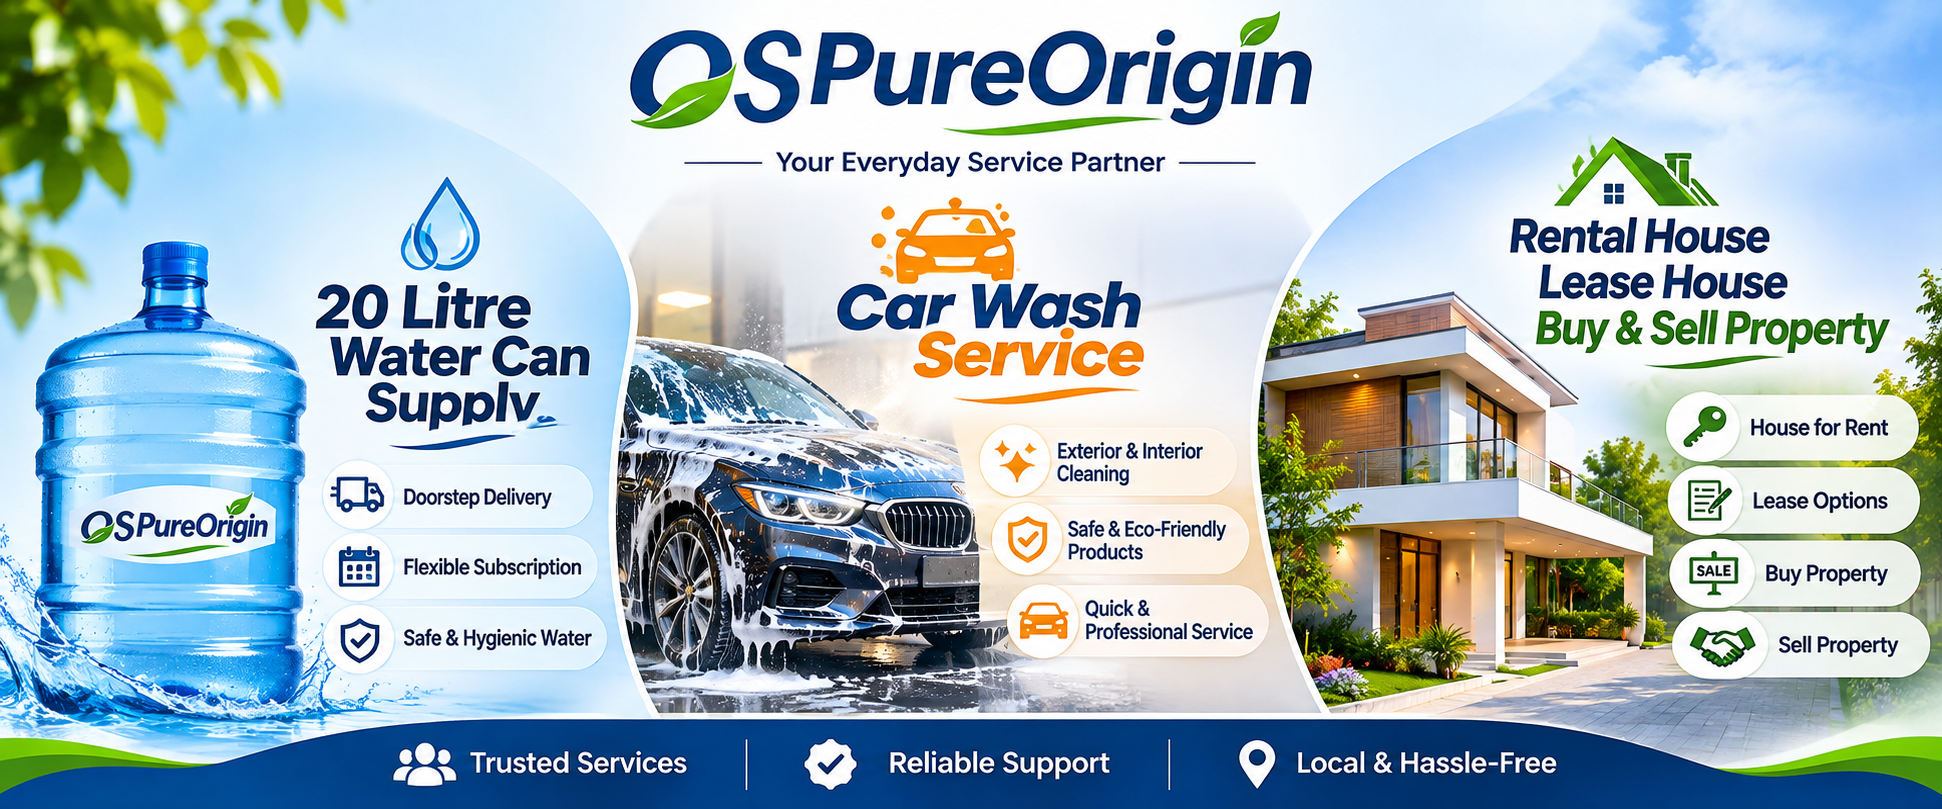 OSPureOrigin
Your Everyday Service Partner
20 Litre
Water Can
Supply
Doorstep Delivery
Flexible Subscription
Safe & Hygienic Water
OSPureOrigin
Car Wash
Service
Exterior & Interior
Cleaning
Safe & Eco-Friendly
Products
Quick &
Professional Service
Rental House
Lease House
Buy & Sell Property
House for Rent
Lease Options
SALE
Buy Property
Sell Property
Trusted Services
Reliable Support
Local & Hassle-Free